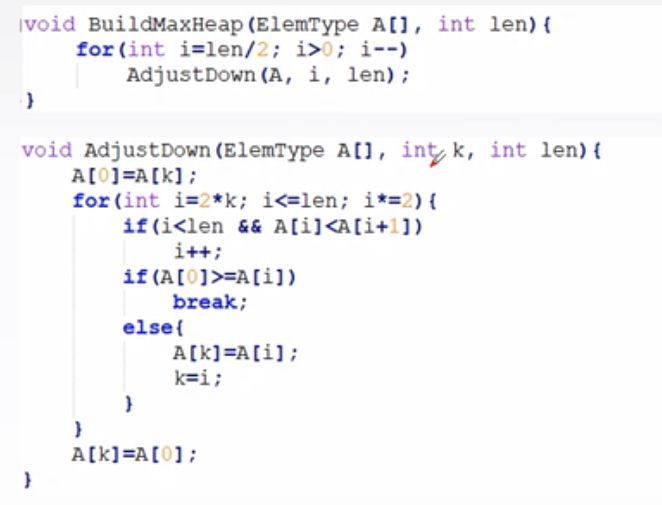 void BuildMaxHeap(ElemType A[], int len){
for(int i=len/2; i>0; i--)
AdjustDown(A, i, len);
}
void AdjustDown(ElemType A[], int k, int len){
A[0]=A[k];
for(int i=2*k; i<=len; i*=2){
if(i<len && A[i]<A[i+1])
i++;
if(A[0]>=A[i])
break;
else{
A[k]=A[i];
k=i;
}
}
A[k]=A[0];
}